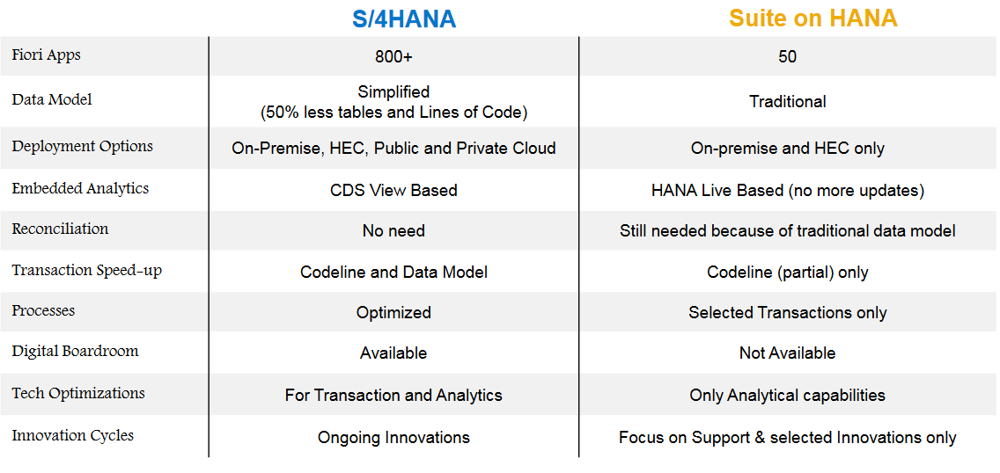 S/4HANA Suite on HANA
Fiori Apps 800+ 50
Data Model Simplified Traditional
(50% less tables and Lines of Code)
Deployment Options On-Premise, HEC, Public and Private Cloud On-premise and HEC only
Embedded Analytics CDS View Based HANA Live Based (no more updates)
Reconciliation No need Still needed because of traditional data model
Transaction Speed-up Codeline and Data Model Codeline (partial) only
Processes Optimized Selected Transactions only
Digital Boardroom Available Not Available
Tech Optimizations For Transaction and Analytics Only Analytical capabilities
Innovation Cycles Ongoing Innovations Focus on Support & selected Innovations only